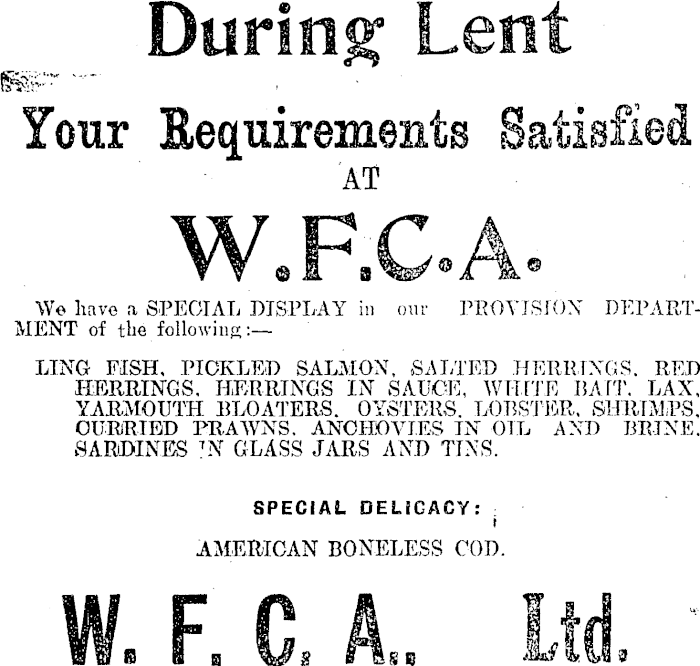 During Lent
Your Requirements Satisfied
AT
W.F.C.A.
We have a SPECIAL DISPLAY in our PROVISION DEPART-
MENT of the following:—
LING FISH, PICKLED SALMON, SALTED HERRINGS, RED
HERRINGS, HERRINGS IN SAUCE, WHITE BAIT, LAX,
YARMOUTH BLOATERS, OYSTERS, LOBSTER, SHRIMPS,
CURRIED PRAWNS, ANCHOVIES IN OIL AND BRINE,
SARDINES IN GLASS JARS AND TINS.
SPECIAL DELICACY:
AMERICAN BONELESS COD.
W. F. C. A., Ltd.